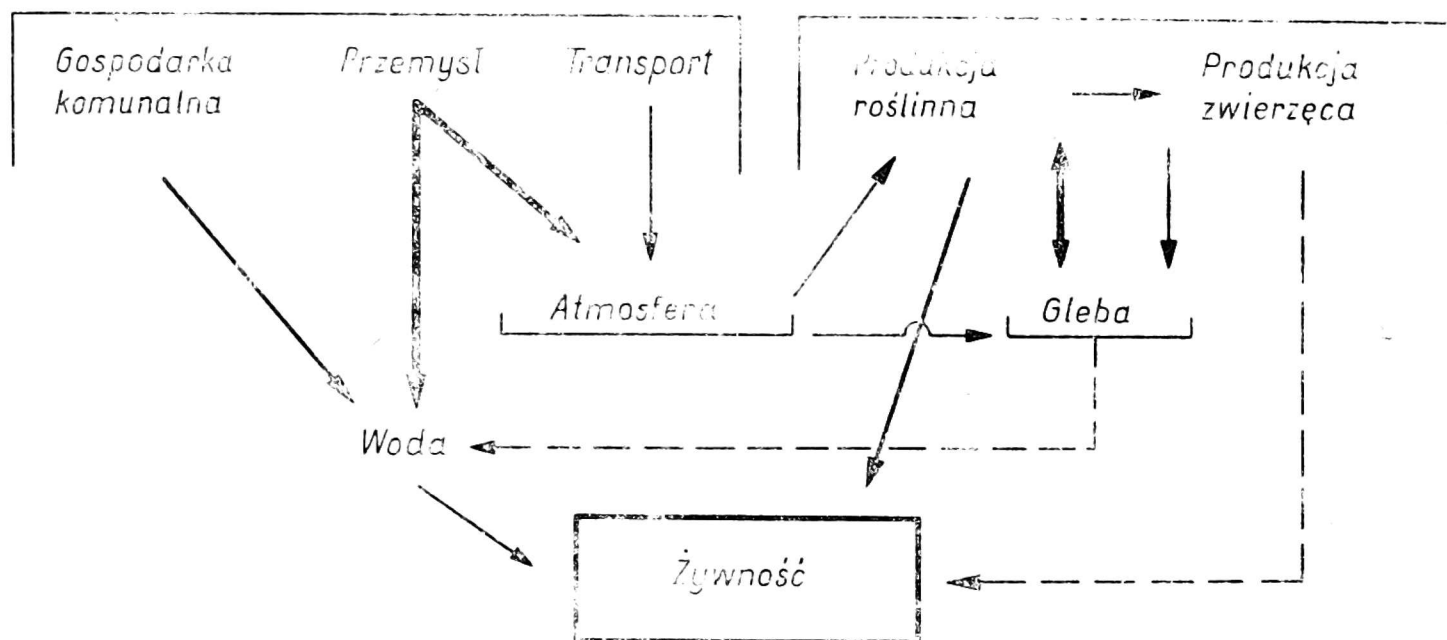 Gospodarka
komunalna
Przemysł
Transport
Produkcja
roślinna
Produkcja
zwierzęca
Atmosfera
Gleba
Woda
Żywność